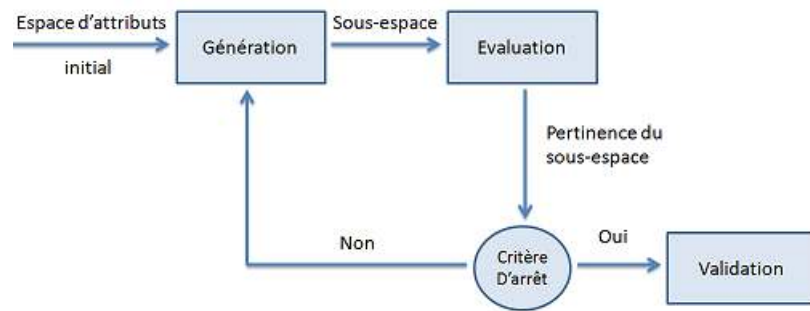 Espace d'attributs
initial
Génération
Sous-espace
Evaluation
Pertinence du
sous-espace
Critère
D'arrêt
Non
Oui
Validation